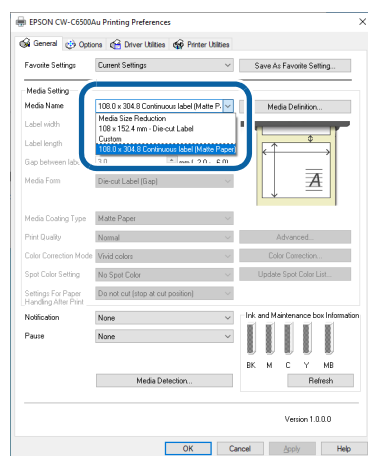 EPSON CW-C6500Au Printing Preferences
General Options Driver Utilities Printer Utilities
Favorite Settings Current Settings Save As Favorite Setting...
Media Setting
Media Name 108.0 x 304.8 Continuous label (Matte P. Media Definition...
Media Size Reduction
Label width 108 x 152.4 mm - Die-cut Label
Custom
Label length 108.0 x 304.8 Continuous label (Matte Paper)
Gap between labels 3.0 mm [ 2.0 .. 6.0]
Media Form Die-cut Label (Gap)
A
Media Coating Type Matte Paper
Print Quality Normal Advanced...
Color Correction Mode Vivid colors Color Correction...
Spot Color Setting No Spot Color Update Spot Color List...
Settings For Paper Do not cut (stop at cut position)
Handling After Print
Notification None Ink and Maintenance box Information
Pause None
BK M C Y MB
Media Detection... Refresh
Version 1.0.0.0
OK Cancel Apply Help